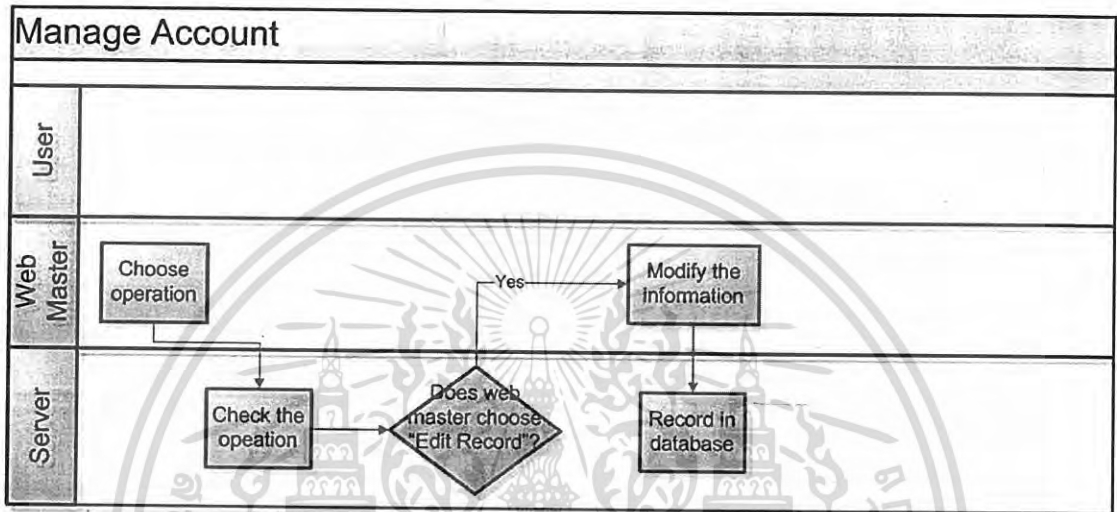 Manage Account
User
Web
Master
Choose
operation
Yes
Modify the
information
Server
Check the
opeation
Does web
master choose
"Edit Record"?
Record in
database